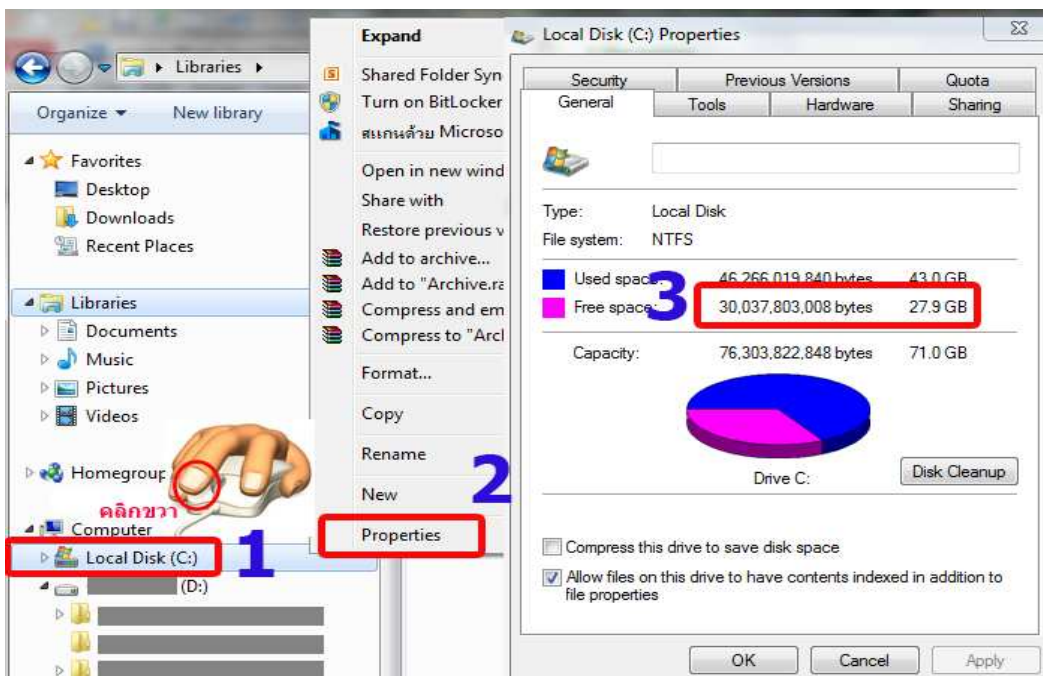 Libraries
Organize
New library
Favorites
Desktop
Downloads
Recent Places
Libraries
Documents
Music
Pictures
Videos
Homegroup
คลิกขวา
1
Computer
Local Disk (C:)
(D:)
Expand
Shared Folder Syn
Turn on BitLocker
สแกนด้วย Microso
Open in new wind
Share with
Restore previous v
Add to archive...
Add to "Archive.ra
Compress and em
Compress to "Arcl
Format...
Copy
Rename
New
2
Properties
Local Disk (C:) Properties
Security Previous Versions Quota
General Tools Hardware Sharing
Type: Local Disk
File system: NTFS
Used space: 46,266,019,840 bytes 43.0 GB
3
Free space: 30,037,803,008 bytes 27.9 GB
Capacity: 76,303,822,848 bytes 71.0 GB
Drive C:
Disk Cleanup
Compress this drive to save disk space
Allow files on this drive to have contents indexed in addition to
file properties
OK Cancel Apply